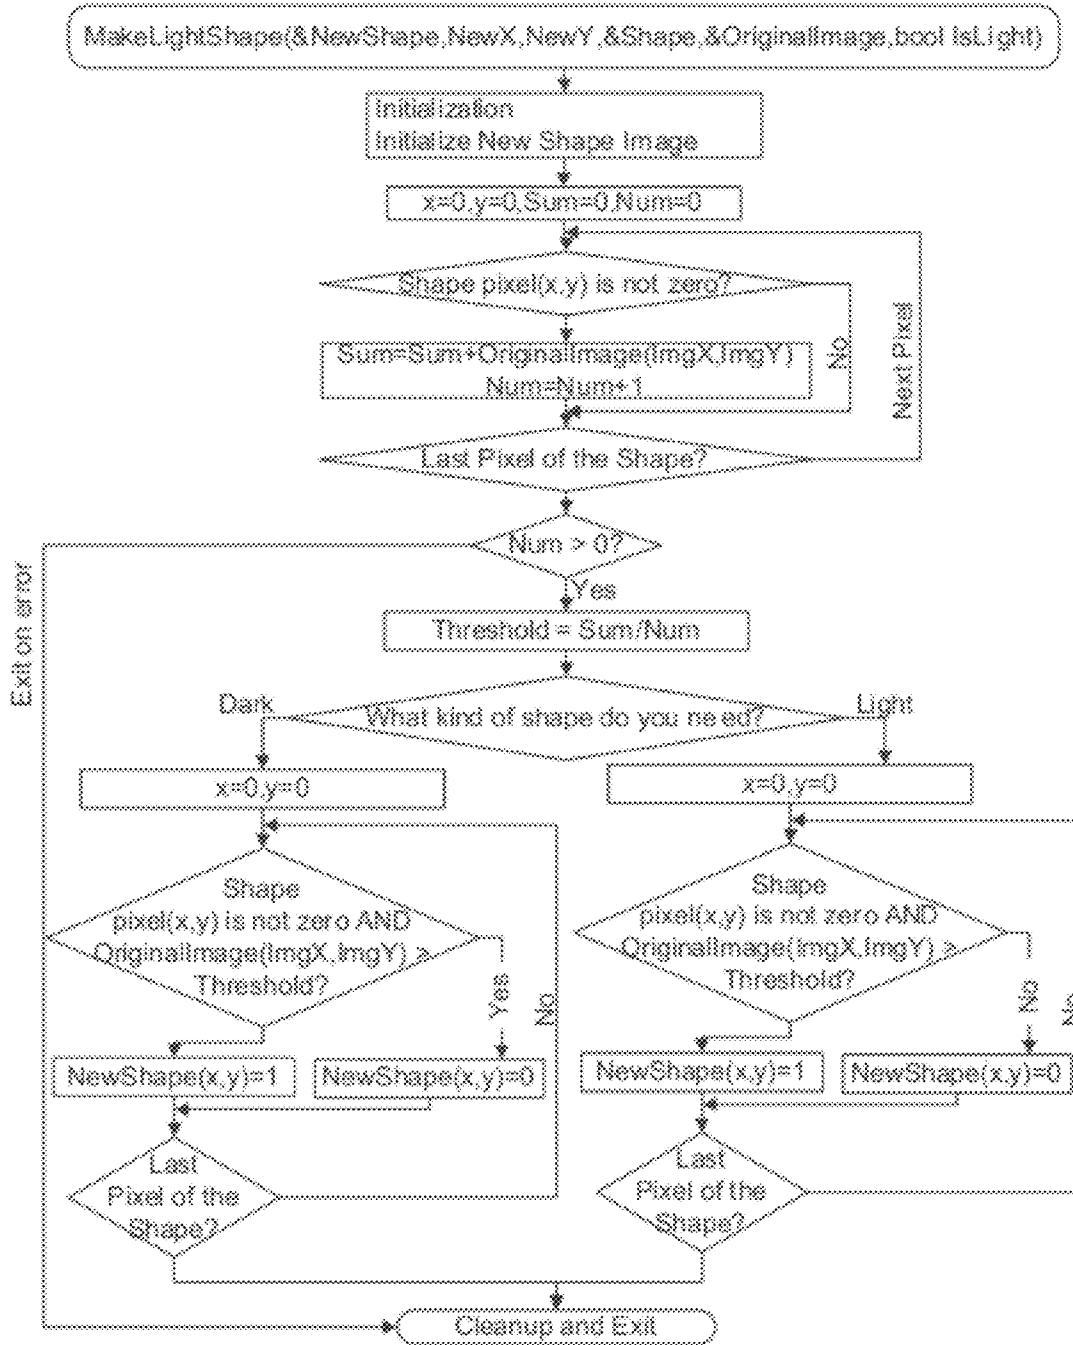 MakeLightShape(&NewShape,NewX,NewY,&Shape,&OriginalImage,bool IsLight)
Initialization
Initialize New Shape Image
x=0,y=0,Sum=0,Num=0
Shape pixel(x,y) is not zero?
No
Next Pixel
Sum=Sum+OriginalImage(ImgX,ImgY)
Num=Num+1
Last Pixel of the Shape?
Num > 0?
Exit on error
Yes
Threshold = Sum/Num
Dark
What kind of shape do you need?
Light
x=0,y=0
x=0,y=0
Shape
pixel(x,y) is not zero AND
OriginalImage(ImgX,ImgY) >
Threshold?
Yes
No
Shape
pixel(x,y) is not zero AND
OriginalImage(ImgX,ImgY) >
Threshold?
No
No
NewShape(x,y)=1
NewShape(x,y)=0
NewShape(x,y)=1
NewShape(x,y)=0
Last
Pixel of the
Shape?
Last
Pixel of the
Shape?
Cleanup and Exit